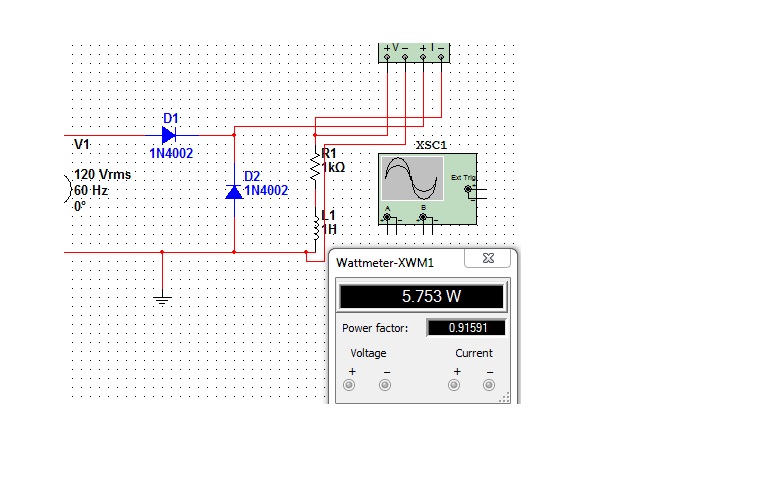 + V − + I −
D1
1N4002
V1
120 Vrms
60 Hz
0°
D2
1N4002
R1
1kΩ
L1
1H
XSC1
Ext Trig
+
−
A
B
+ − + −
Wattmeter-XWM1
5.753 W
Power factor: 0.91591
Voltage Current
+ − + −